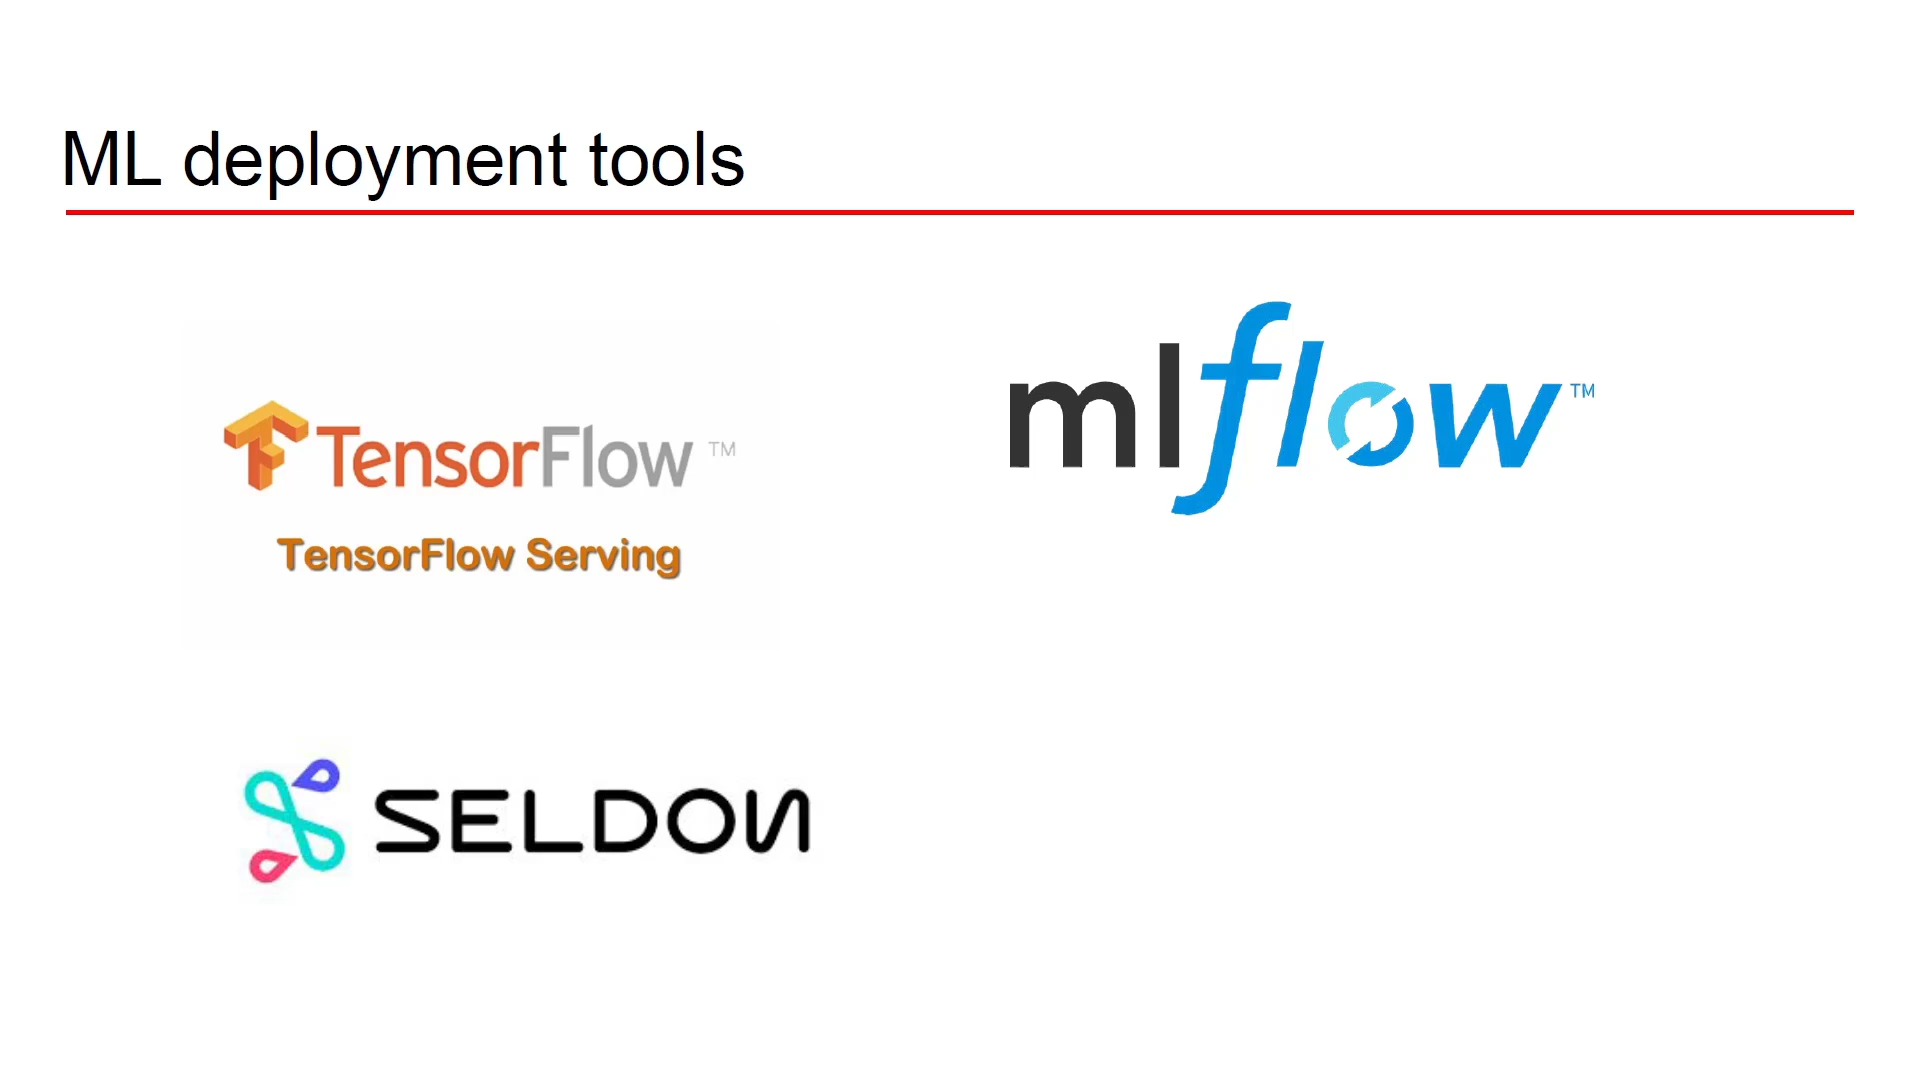 ML deployment tools
TensorFlow™
TensorFlow Serving
mlflow™
SELDON